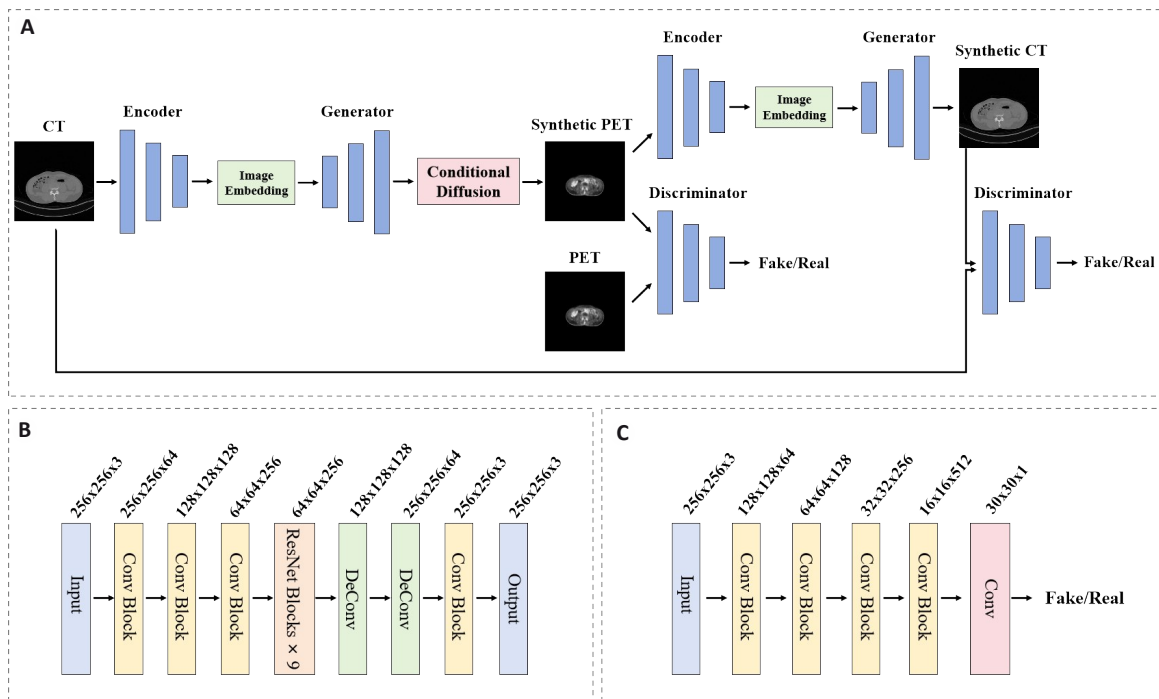 A
CT
Encoder
Image
Embedding
Generator
Conditional
Diffusion
Synthetic PET
PET
Encoder
Image
Embedding
Generator
Synthetic CT
Discriminator
Fake/Real
Discriminator
Fake/Real
B
256x256x3
256x256x64
128x128x128
64x64x256
64x64x256
128x128x128
256x256x64
256x256x3
256x256x3
Input
Conv Block
Conv Block
Conv Block
ResNet Blocks × 9
DeConv
DeConv
Conv Block
Output
C
256x256x3
128x128x64
64x64x128
32x32x256
16x16x512
30x30x1
Input
Conv Block
Conv Block
Conv Block
Conv Block
Conv
Fake/Real